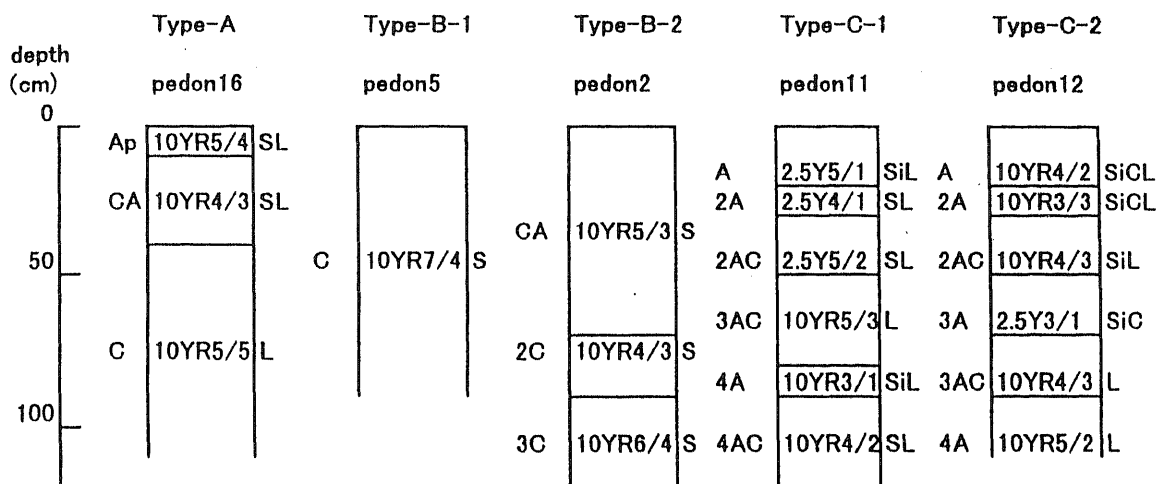 Type-A Type-B-1 Type-B-2 Type-C-1 Type-C-2
depth
(cm) pedon16 pedon5 pedon2 pedon11 pedon12
0
Ap 10YR5/4 SL
A 2.5Y5/1 SiL A 10YR4/2 SiCL
CA 10YR4/3 SL 2A 2.5Y4/1 SL 2A 10YR3/3 SiCL
CA 10YR5/3 S
50 C 10YR7/4 S 2AC 2.5Y5/2 SL 2AC 10YR4/3 SiL
3AC 10YR5/3 L 3A 2.5Y3/1 SiC
C 10YR5/5 L 2C 10YR4/3 S
4A 10YR3/1 SiL 3AC 10YR4/3 L
100 3C 10YR6/4 S 4AC 10YR4/2 SL 4A 10YR5/2 L